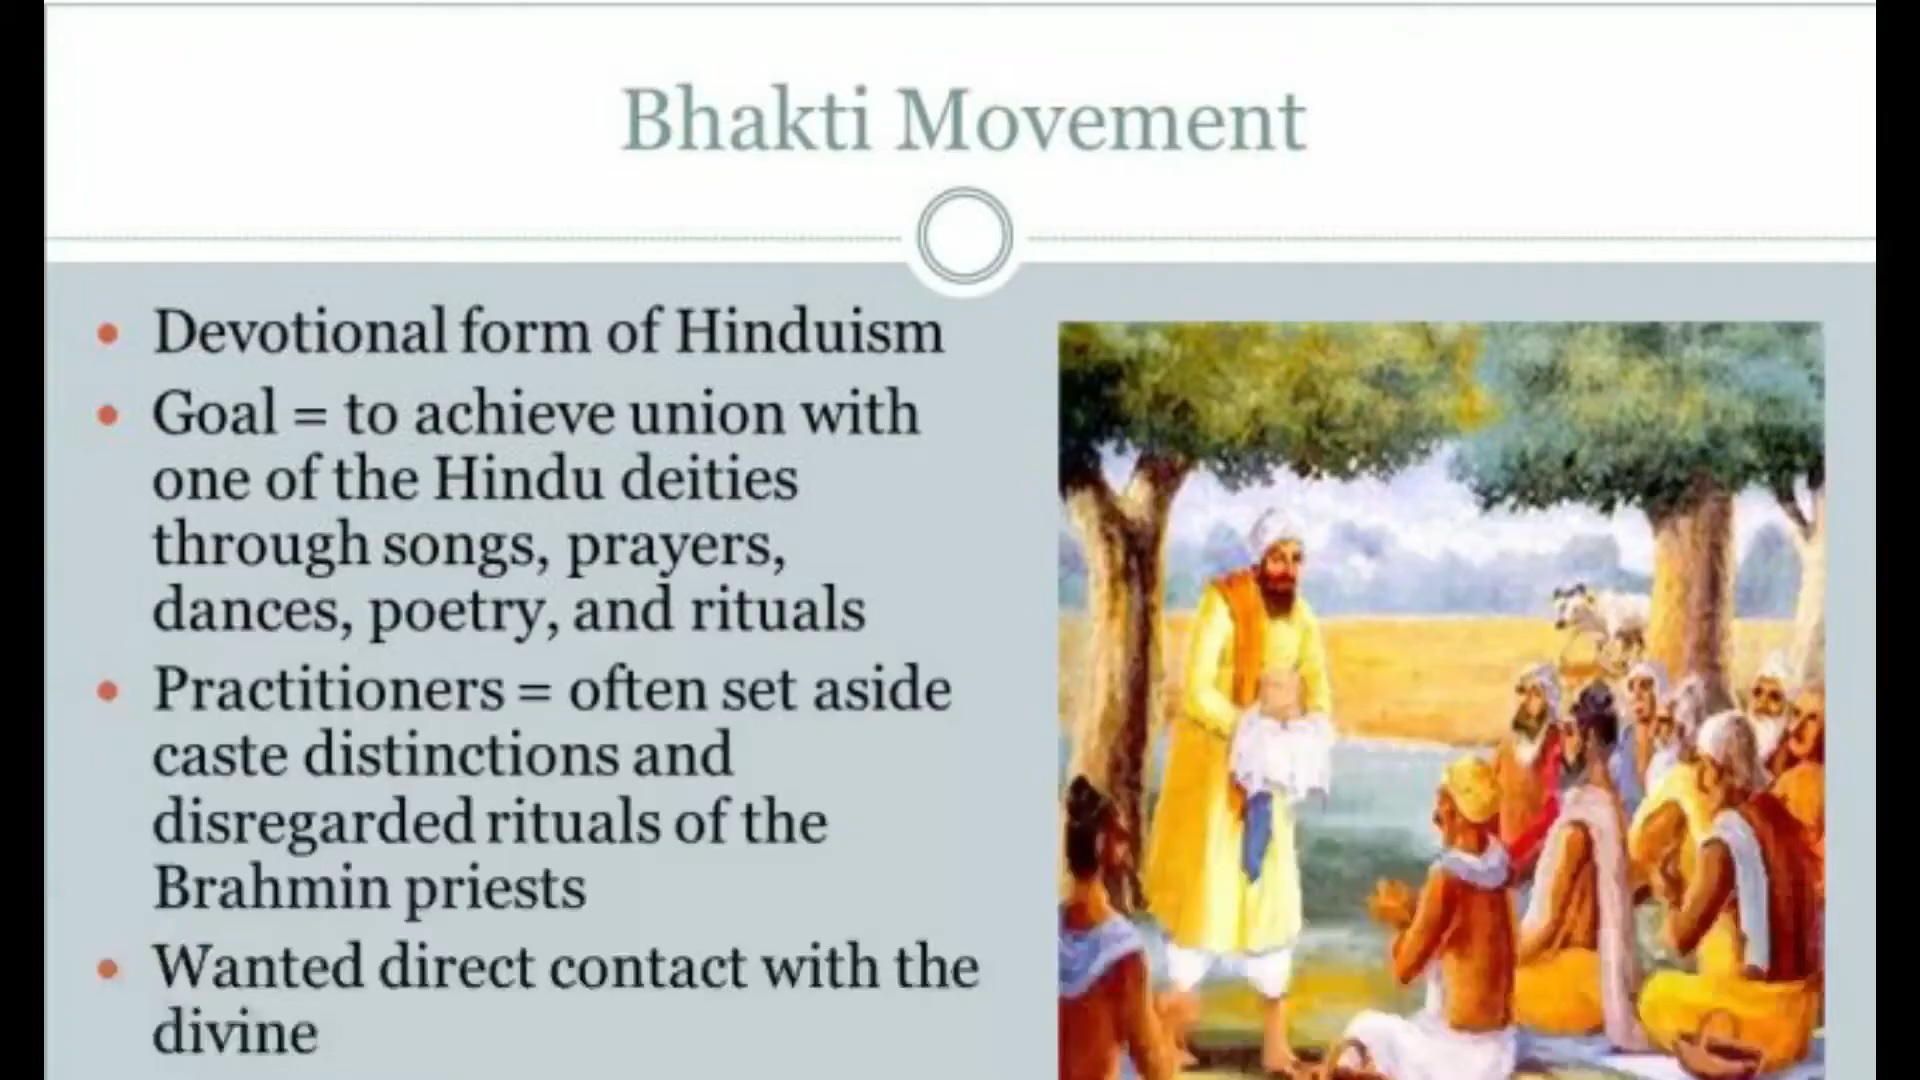 Bhakti Movement
Devotional form of Hinduism
Goal = to achieve union with
one of the Hindu deities
through songs, prayers,
dances, poetry, and rituals
Practitioners = often set aside
caste distinctions and
disregarded rituals of the
Brahmin priests
Wanted direct contact with the
divine